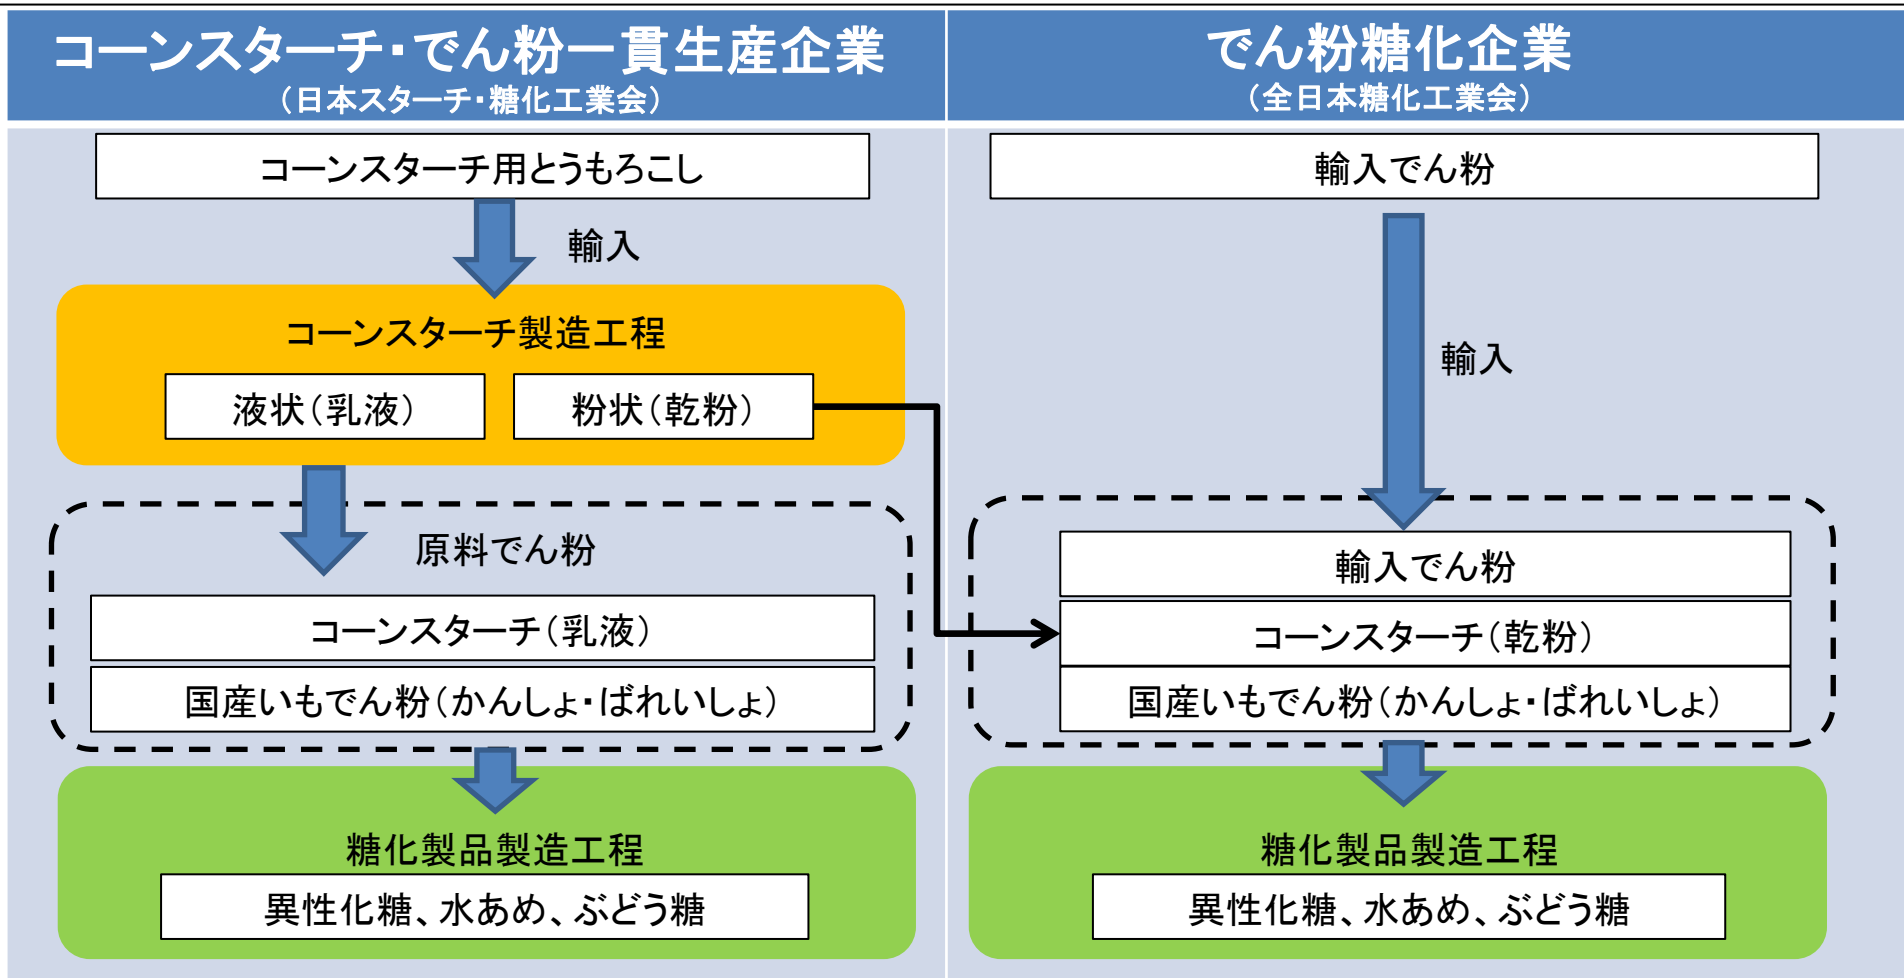 コーンスターチ・でん粉一貫生産企業
（日本スターチ・糖化工業会）
コーンスターチ用とうもろこし
輸入
コーンスターチ製造工程
液状（乳液）
粉状（乾粉）
原料でん粉
コーンスターチ（乳液）
国産いもでん粉（かんしょ・ばれいしょ）
糖化製品製造工程
異性化糖、水あめ、ぶどう糖
でん粉糖化企業
（全日本糖化工業会）
輸入でん粉
輸入
輸入でん粉
コーンスターチ（乾粉）
国産いもでん粉（かんしょ・ばれいしょ）
糖化製品製造工程
異性化糖、水あめ、ぶどう糖